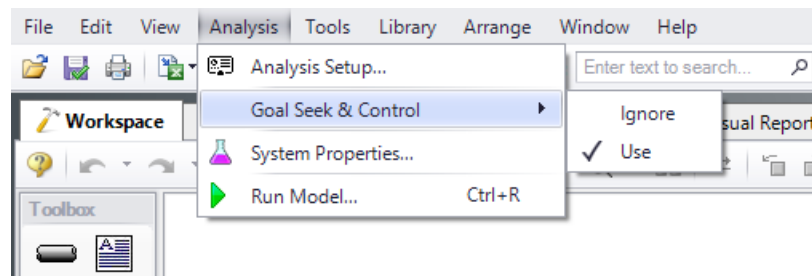 File Edit View Analysis Tools Library Arrange Window Help
Analysis Setup...
Enter text to search...
Goal Seek & Control
Ignore
Workspace
sual Report
Use
System Properties...
Run Model... Ctrl+R
Toolbox
A